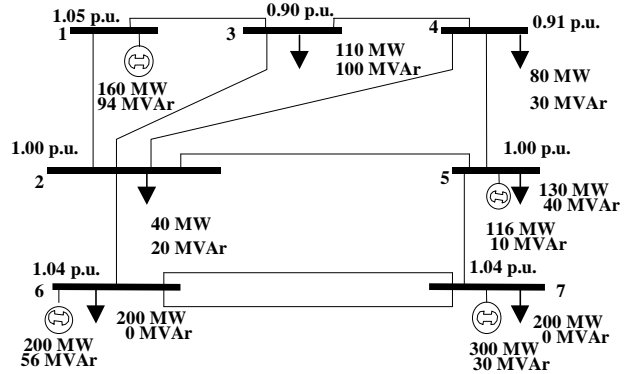 0.90 p.u.
1.05 p.u.
0.91 p.u.
1
3
4
110 MW
100 MVAr
160 MW
94 MVAr
80 MW
30 MVAr
1.00 p.u.
1.00 p.u.
2
5
130 MW
40 MVAr
40 MW
20 MVAr
116 MW
10 MVAr
1.04 p.u.
1.04 p.u.
6
7
200 MW
0 MVAr
200 MW
0 MVAr
200 MW
56 MVAr
300 MW
30 MVAr